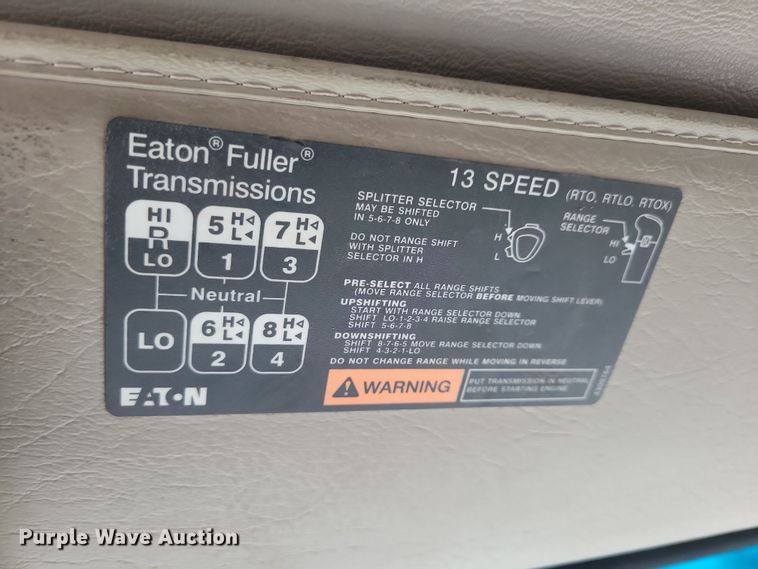 Eaton® Fuller®
Transmissions
13 SPEED (RTO, RTLO, RTOX)
HI
R
LO
5 H L
1
7 H L
3
Neutral
LO
6 H L
2
8 H L
4
EATON
SPLITTER SELECTOR
MAY BE SHIFTED
IN 5-6-7-8 ONLY
DO NOT RANGE SHIFT
WITH SPLITTER
SELECTOR IN H
H
L
RANGE
SELECTOR
HI
LO
PRE-SELECT ALL RANGE SHIFTS
(MOVE RANGE SELECTOR BEFORE MOVING SHIFT LEVER)
UPSHIFTING
START WITH RANGE SELECTOR DOWN
SHIFT LO-1-2-3-4 RAISE RANGE SELECTOR
SHIFT 5-6-7-8
DOWNSHIFTING
SHIFT 8-7-6-5 MOVE RANGE SELECTOR DOWN
SHIFT 4-3-2-1-LO
DO NOT CHANGE RANGE WHILE MOVING IN REVERSE
WARNING
PUT TRANSMISSION IN NEUTRAL
BEFORE STARTING ENGINE
Purple Wave Auction